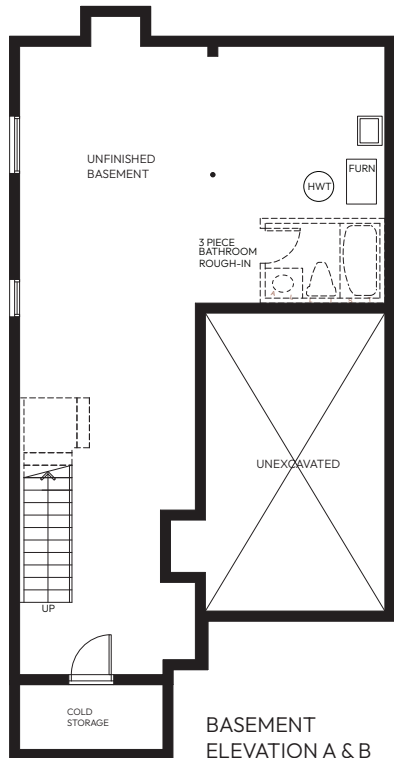 UNFINISHED
BASEMENT
FURN
HWT
3 PIECE
BATHROOM
ROUGH-IN
UNEXCAVATED
UP
COLD
STORAGE
BASEMENT
ELEVATION A & B